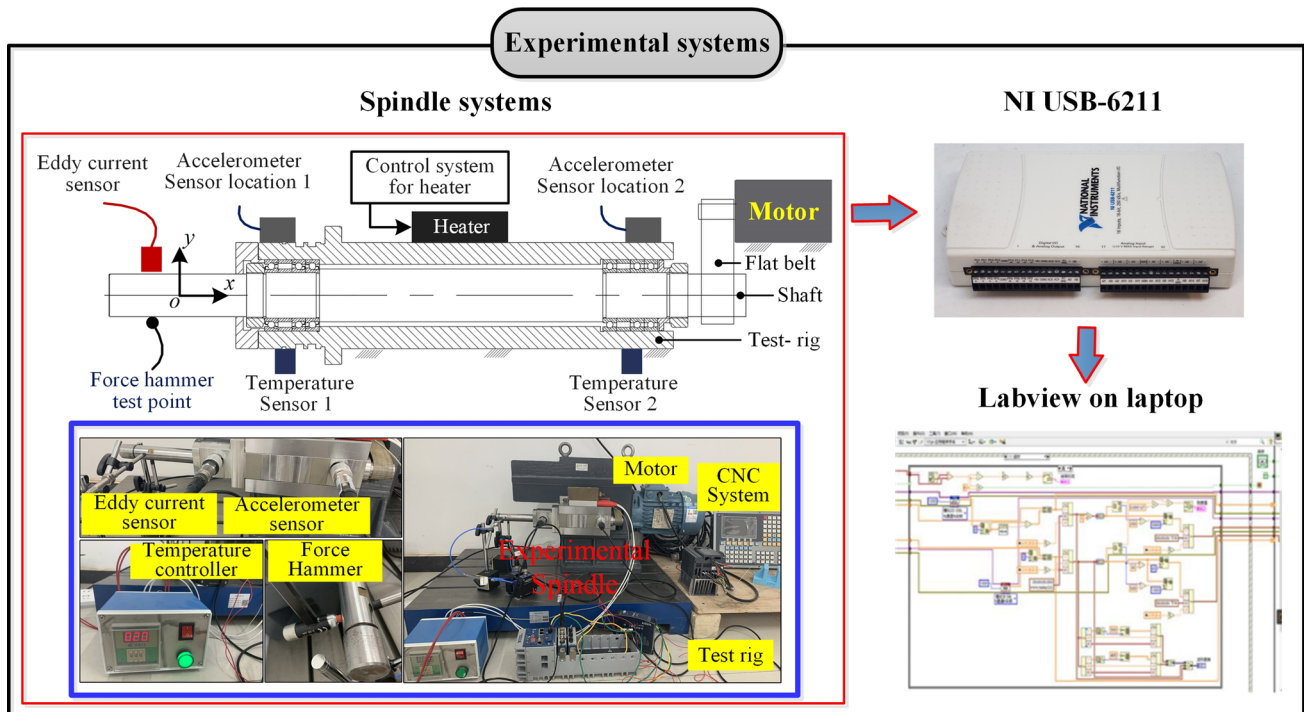 Experimental systems
Spindle systems
NI USB-6211
Eddy current
sensor
Accelerometer
Sensor location 1
Control system
for heater
Accelerometer
Sensor location 2
Motor
Heater
y
x
o
Flat belt
Shaft
Test- rig
Force hammer
test point
Temperature
Sensor 1
Temperature
Sensor 2
NATIONAL
INSTRUMENTS
NI USB-6211
Labview on laptop
Eddy current
sensor
Accelerometer
sensor
Temperature
controller
Force
Hammer
Motor
CNC
System
Experimental
Spindle
Test rig